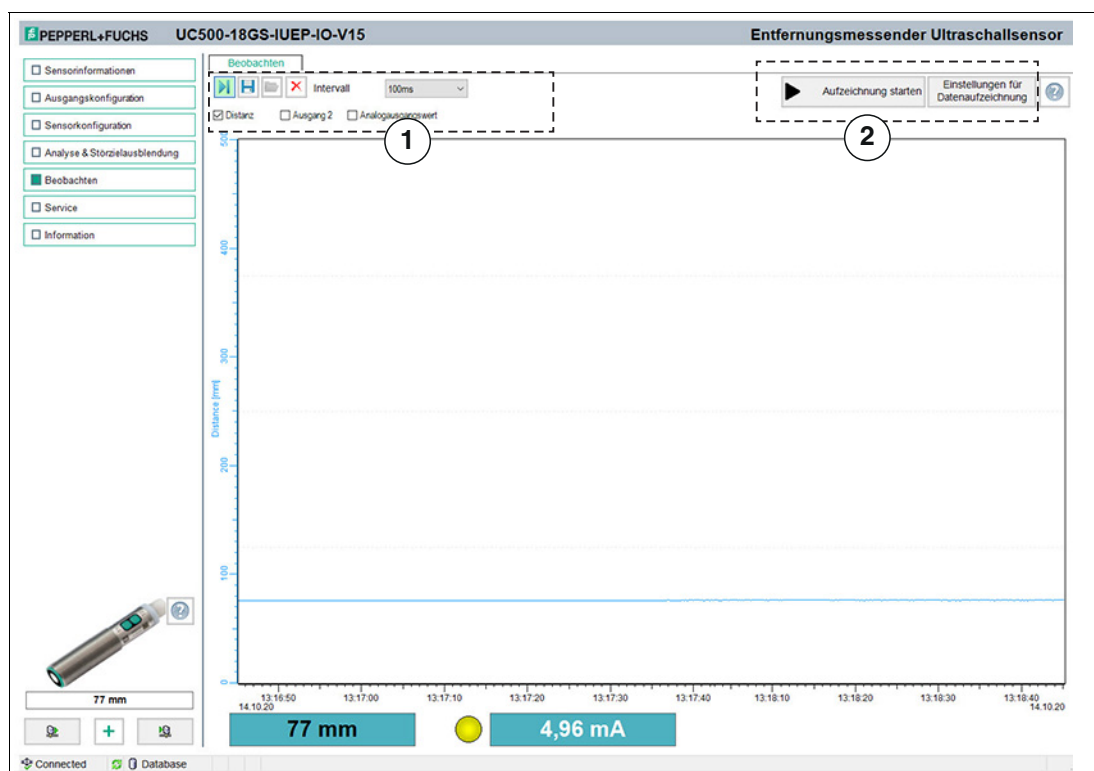 PEPPERL+FUCHS UC500-18GS-IUEP-IO-V15 Entfernungsmessender Ultraschallsensor
Sensorinformationen
Ausgangskonfiguration
Sensorkonfiguration
Analyse & Störzielausblendung
Beobachten
Service
Information
Beobachten
Intervall 100ms
Distanz Ausgang 2 Analogausgangswert
1
Aufzeichnung starten
Einstellungen für
Datenaufzeichnung
2
500
400
300
200
100
0
Distance [mm]
13:16:50 13:17:00 13:17:10 13:17:20 13:17:30 13:17:40 13:18:10 13:18:20 13:18:30 13:18:40
14.10.20 14.10.20
77 mm
77 mm 4,96 mA
Connected Database